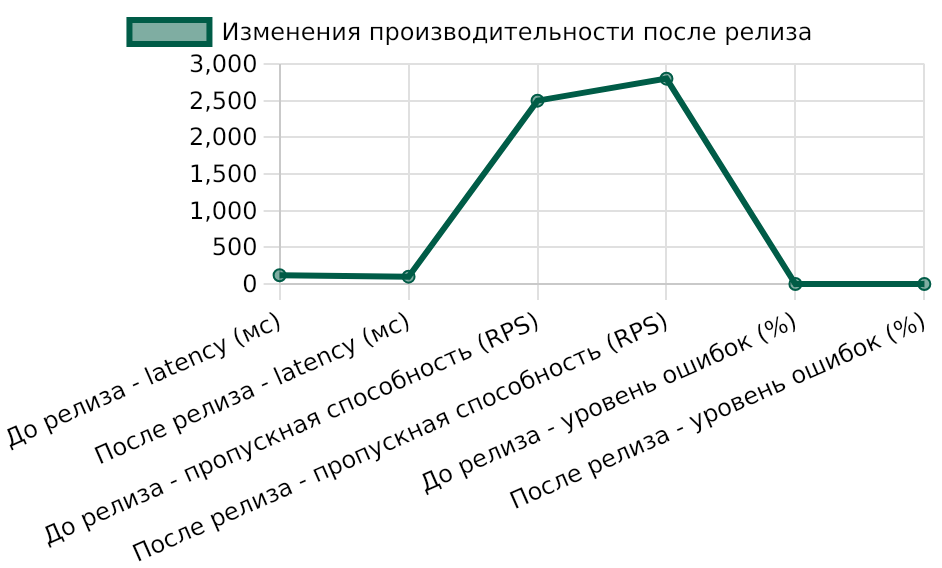 Изменения производительности после релиза
3,000
2,500
2,000
1,500
1,000
500
0
До релиза - latency (мс)
После релиза - latency (мс)
До релиза - пропускная способность (RPS)
После релиза - пропускная способность (RPS)
До релиза - уровень ошибок (%)
После релиза - уровень ошибок (%)